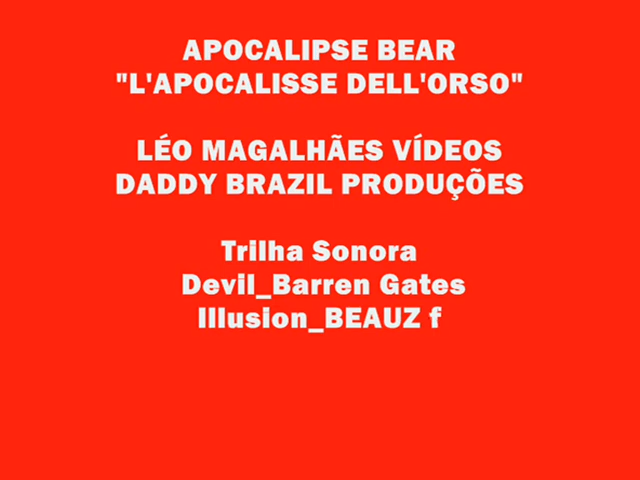 APOCALIPSE BEAR
"L'APOCALISSE DELL'ORSO"
LÉO MAGALHÃES VÍDEOS
DADDY BRAZIL PRODUÇÕES
Trilha Sonora
Devil_Barren Gates
Illusion_BEAUZ f